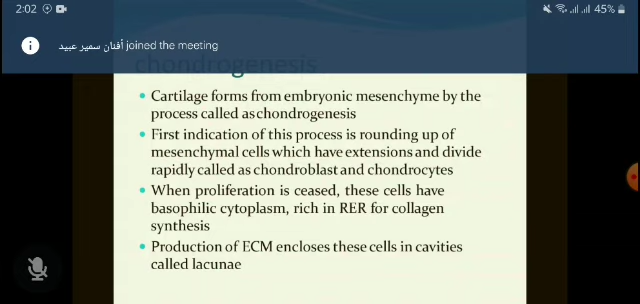 2:02
45%
أفنان سمير عبيد joined the meeting
chondrogenesis
• Cartilage forms from embryonic mesenchyme by the
process called as chondrogenesis
• First indication of this process is rounding up of
mesenchymal cells which have extensions and divide
rapidly called as chondroblast and chondrocytes
• When proliferation is ceased, these cells have
basophilic cytoplasm, rich in RER for collagen
synthesis
• Production of ECM encloses these cells in cavities
called lacunae